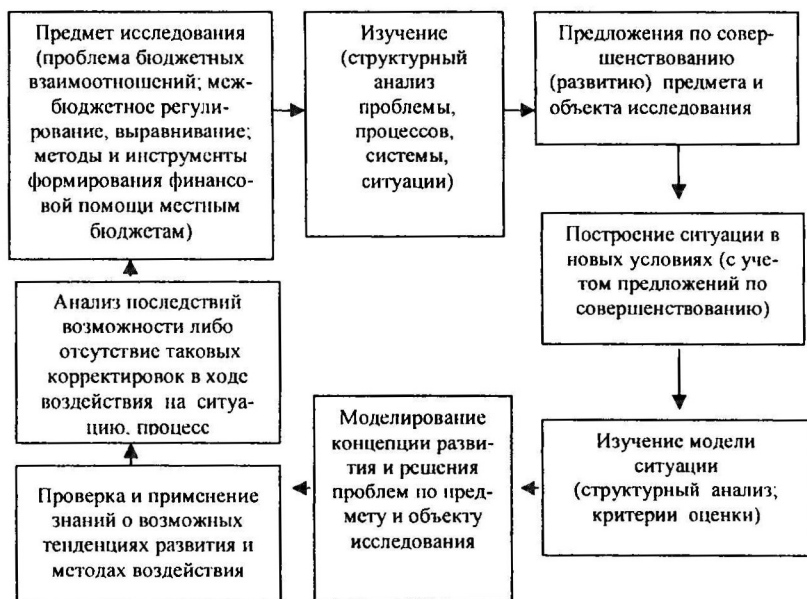 Предмет исследования
(проблема бюджетных
взаимоотношений; меж-
бюджетное регули-
рование, выравнивание;
методы и инструменты
формирования финансо-
вой помощи местным
бюджетам)
Изучение
(структурный
анализ
проблемы,
процессов,
системы,
ситуации)
Предложения по совер-
шенствованию
(развитию) предмета и
объекта исследования
Построение ситуации в
новых условиях (с уче-
том предложений по
совершенствованию)
Изучение модели
ситуации
(структурный анализ;
критерии оценки)
Моделирование
концепции разви-
тия и решения
проблем по пред-
мету и объекту
исследования
Проверка и применение
знаний о возможных
тенденциях развития и
методах воздействия
Анализ последствий
возможности либо
отсутствие таковых
корректировок в ходе
воздействия на ситуа-
цию, процесс